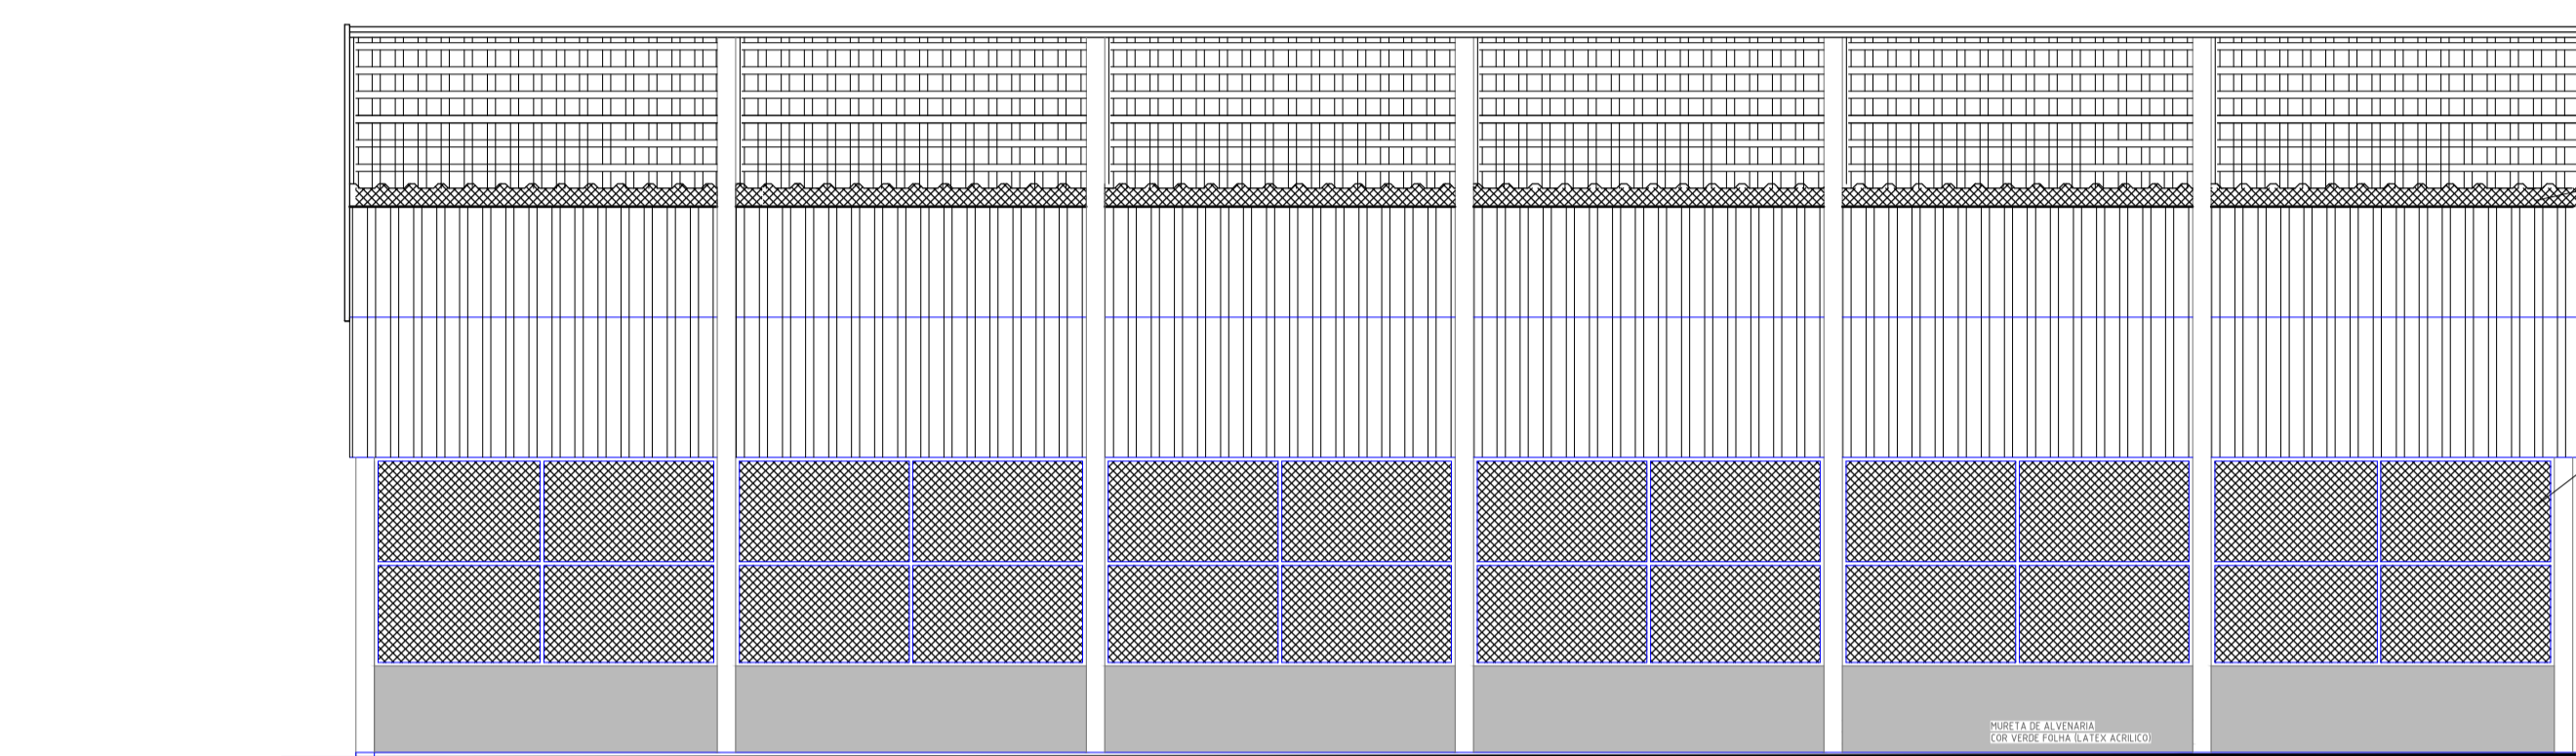 MURETA DE ALVENARIA
COR VERDE FOLHA (LATEX ACRILICO)